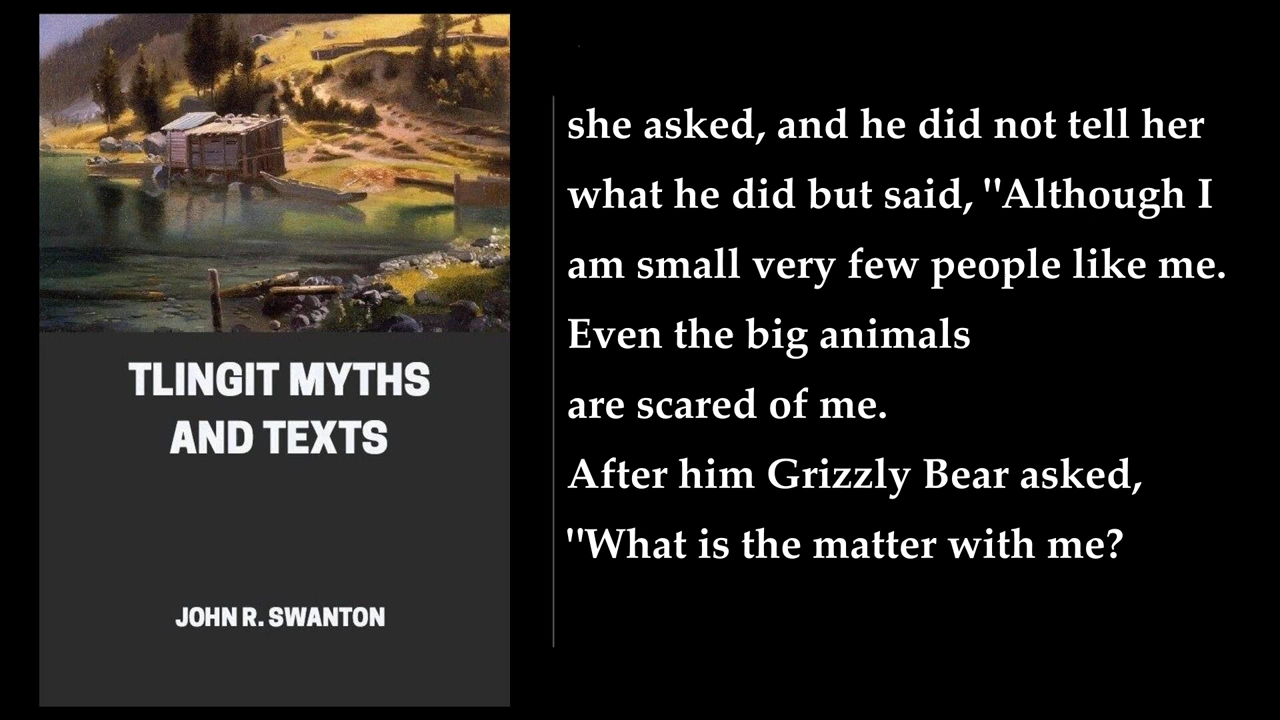 TLINGIT MYTHS
AND TEXTS
JOHN R. SWANTON
she asked, and he did not tell her
what he did but said, "Although I
am small very few people like me.
Even the big animals
are scared of me.
After him Grizzly Bear asked,
"What is the matter with me?